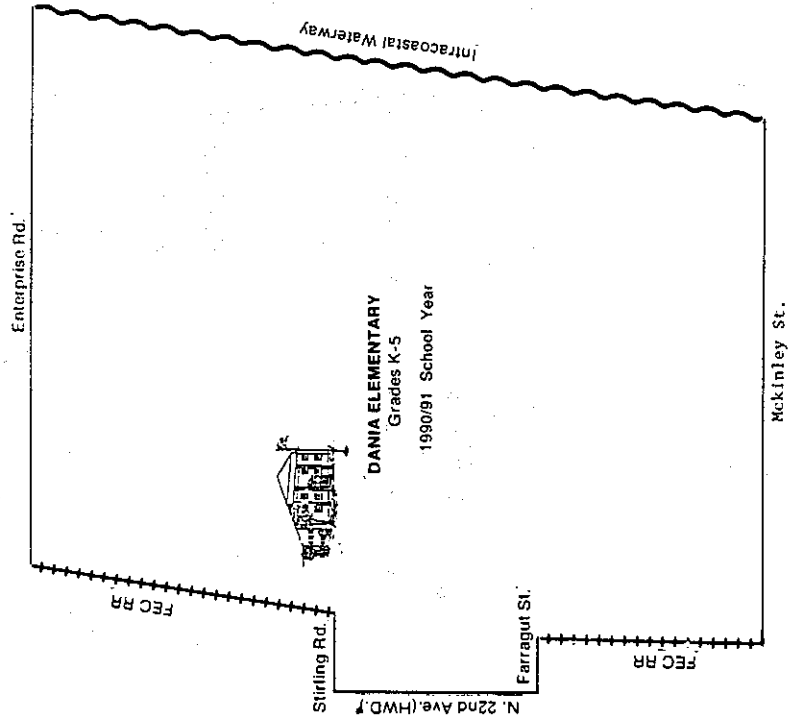 Enterprise Rd.
Intracoastal Waterway
FEC RR
DANIA ELEMENTARY
Grades K-5
1990/91 School Year
Stirling Rd.
N. 22nd Ave. (HWD.)
Farragut St.
FEC RR
Mckinley St.